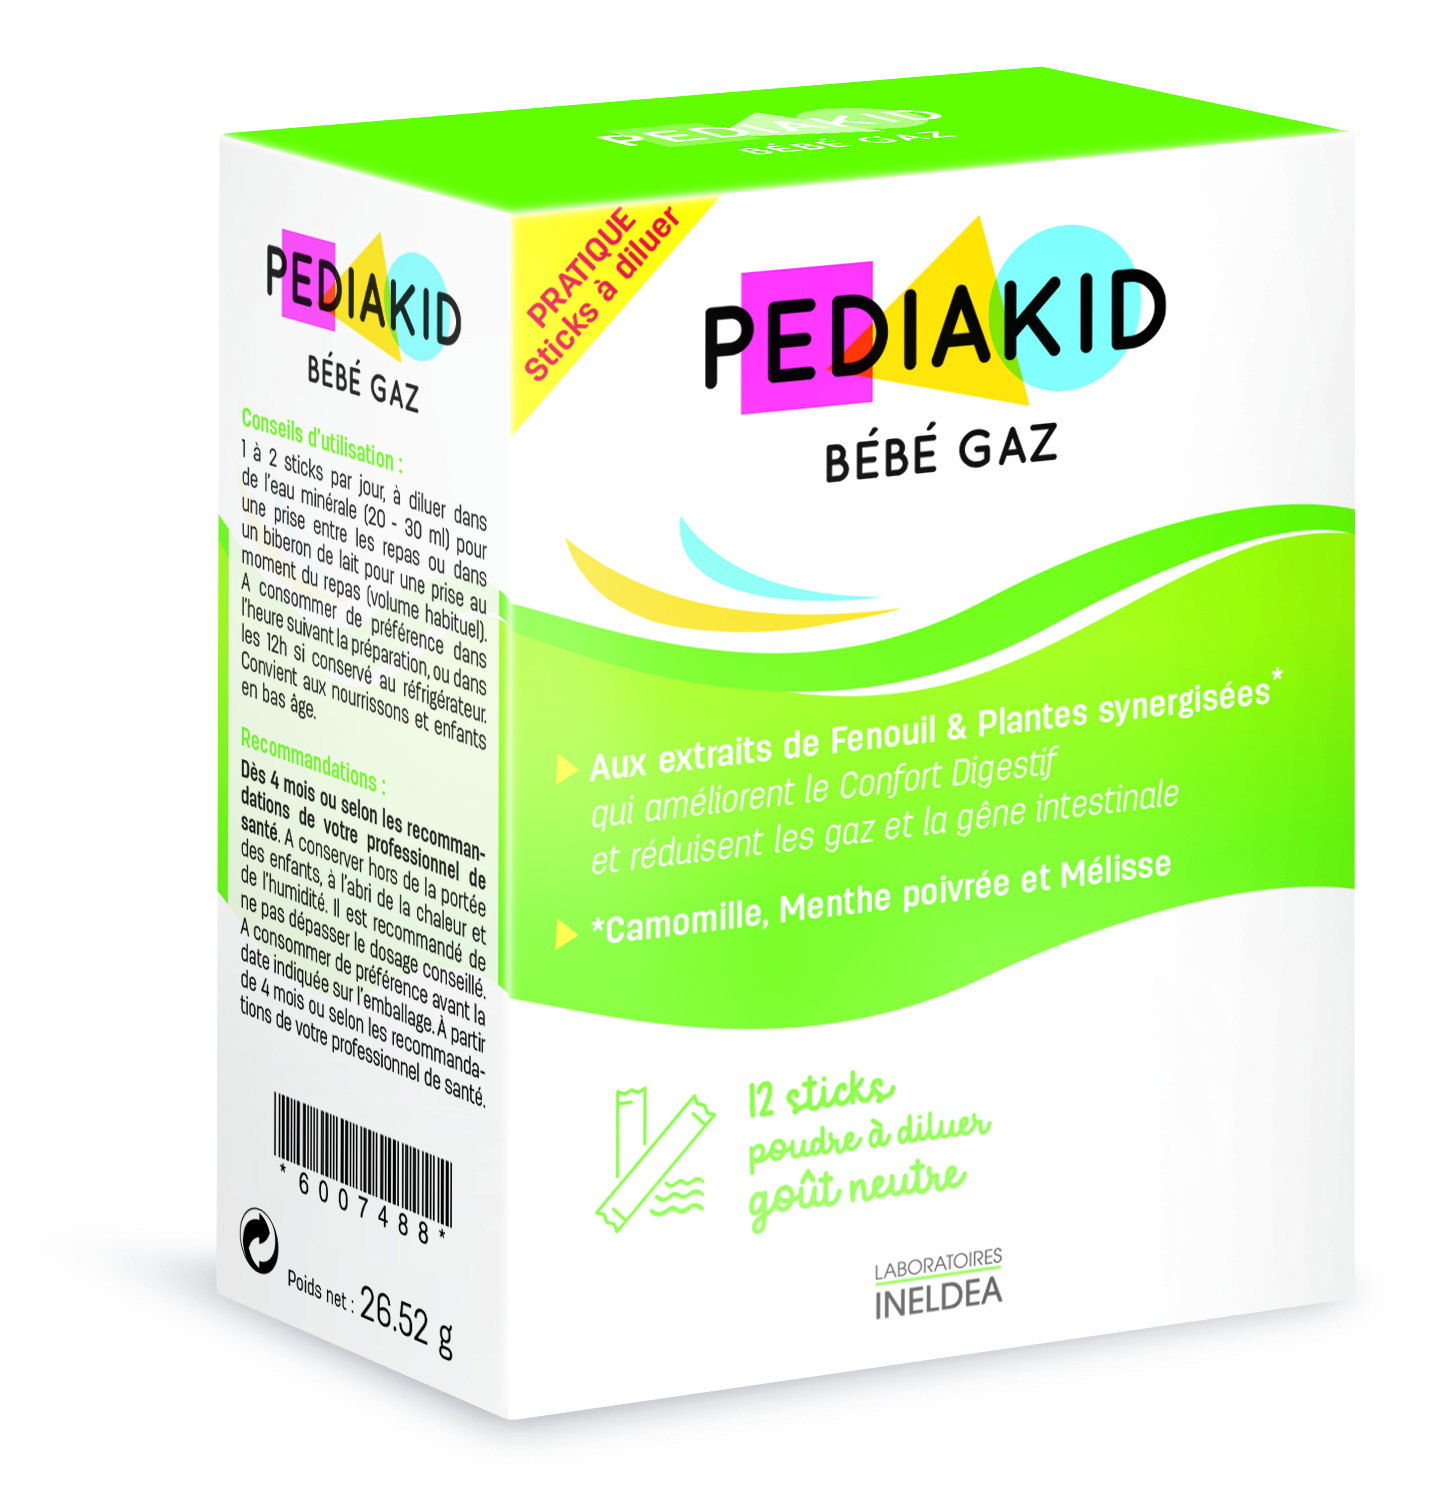 PEDIAKID
BÉBÉ GAZ
PRATIQUE
Sticks à diluer
PEDIAKID
BÉBÉ GAZ
Aux extraits de Fenouil & Plantes synergisées*
qui améliorent le Confort Digestif
et réduisent les gaz et la gêne intestinale
*Camomille, Menthe poivrée et Mélisse
12 sticks
poudre à diluer
goût neutre
LABORATOIRES
INELDEA
PEDIAKID
BÉBÉ GAZ
Conseils d'utilisation :
1 à 2 sticks par jour, à diluer dans
de l'eau minérale (20 - 30 ml) pour
une prise entre les repas ou dans
un biberon de lait pour une prise au
moment du repas (volume habituel).
A consommer de préférence dans
l'heure suivant la préparation, ou dans
les 12h si conservé au réfrigérateur.
Convient aux nourrissons et enfants
en bas âge.
Recommandations :
Dès 4 mois ou selon les recomman-
dations de votre professionnel de
santé. A conserver hors de la portée
des enfants, à l'abri de la chaleur et
de l'humidité. Il est recommandé de
ne pas dépasser le dosage conseillé.
A consommer de préférence avant la
date indiquée sur l'emballage. À partir
de 4 mois ou selon les recommanda-
tions de votre professionnel de santé.
*6007488*
Poids net : 26.52 g